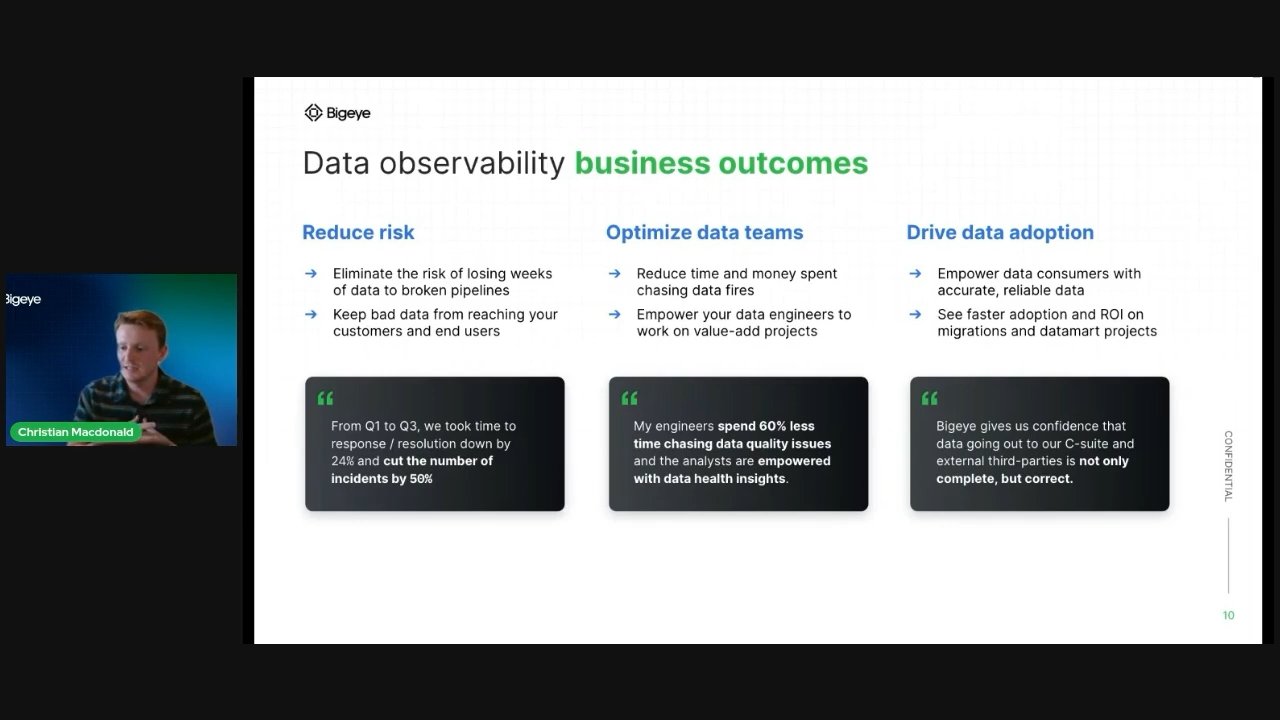 Bigeye
Data observability business outcomes
Reduce risk
→ Eliminate the risk of losing weeks
of data to broken pipelines
→ Keep bad data from reaching your
customers and end users
“
From Q1 to Q3, we took time to
response / resolution down by
24% and cut the number of
incidents by 50%
Optimize data teams
→ Reduce time and money spent
chasing data fires
→ Empower your data engineers to
work on value-add projects
“
My engineers spend 60% less
time chasing data quality issues
and the analysts are empowered
with data health insights.
Drive data adoption
→ Empower data consumers with
accurate, reliable data
→ See faster adoption and ROI on
migrations and datamart projects
“
Bigeye gives us confidence that
data going out to our C-suite and
external third-parties is not only
complete, but correct.
CONFIDENTIAL
10
Bigeye
Christian Macdonald